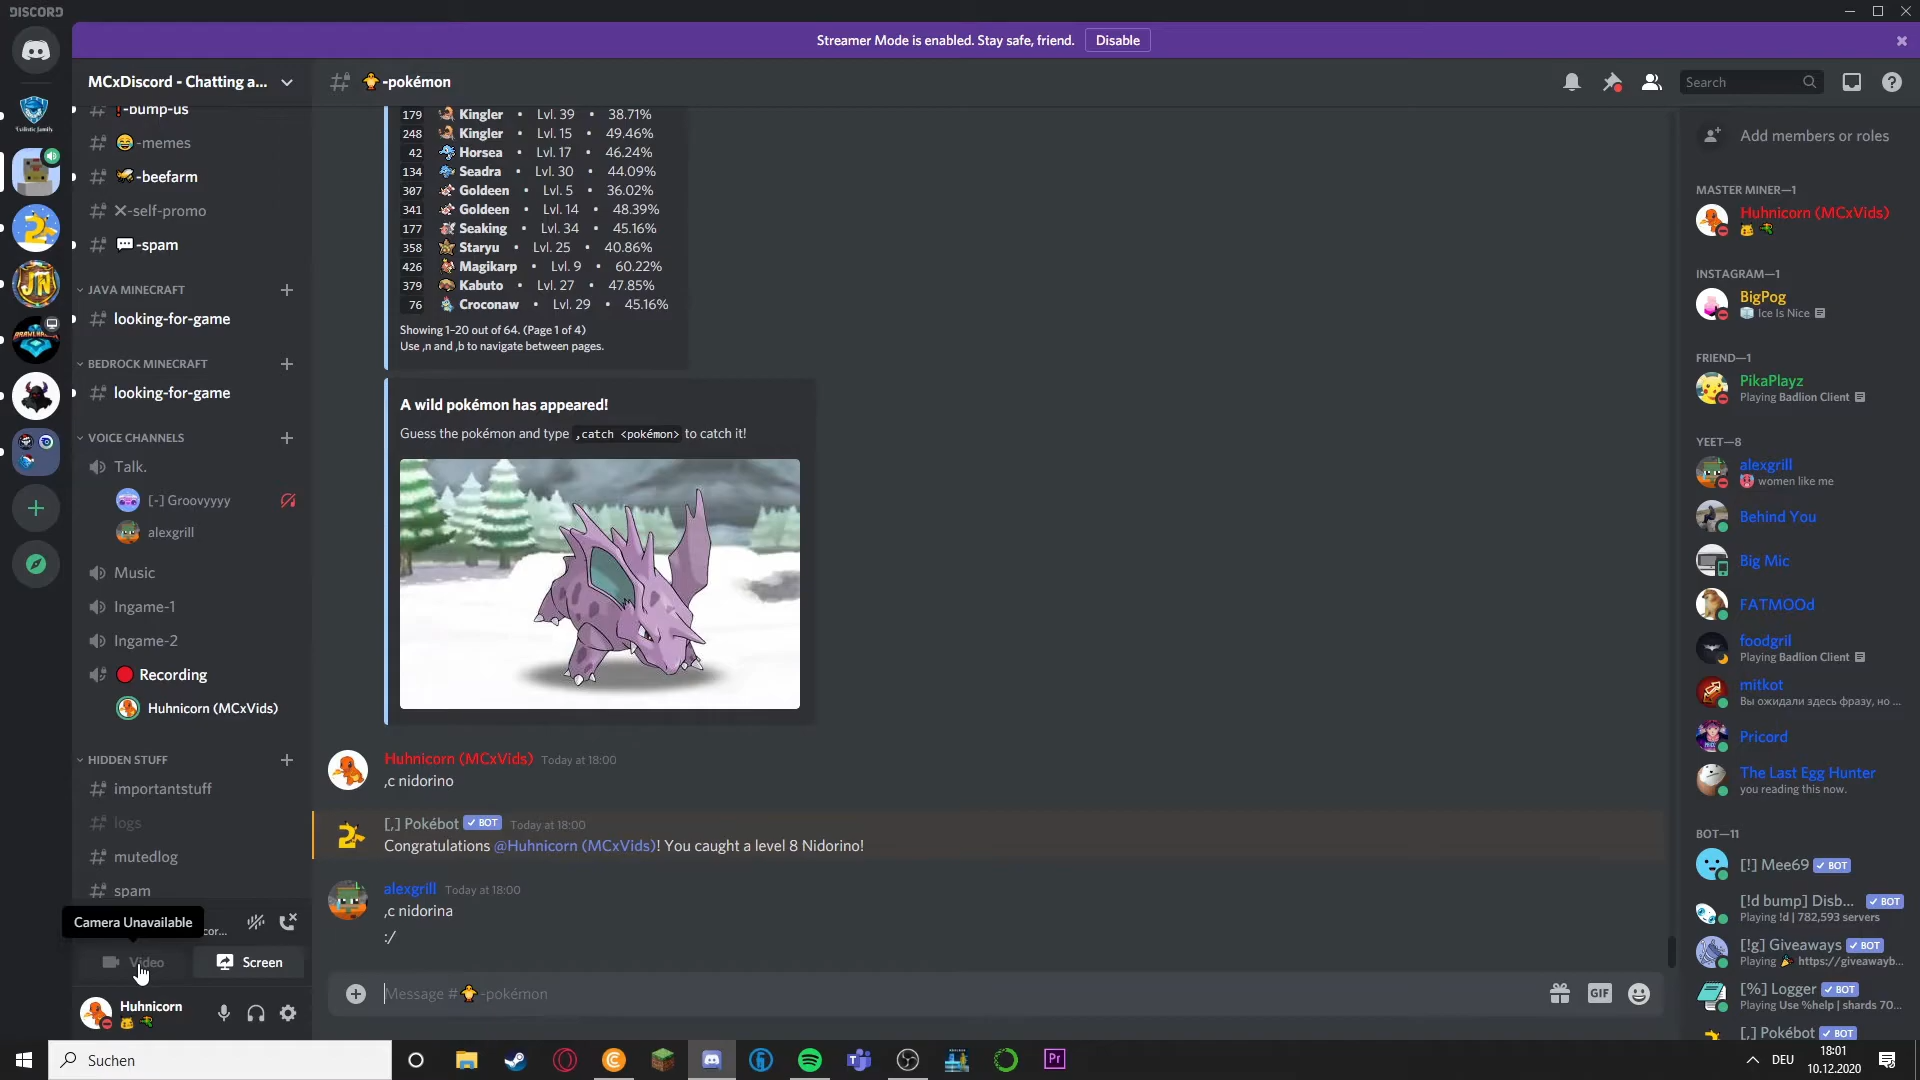 DISCORD
Streamer Mode is enabled. Stay safe, friend.
Disable
MCxDiscord - Chatting a...
-bump-us
-memes
-beefarm
-self-promo
-spam
JAVA MINECRAFT
looking-for-game
BEDROCK MINECRAFT
looking-for-game
VOICE CHANNELS
Talk.
[-] Groovyyyy
alexgrill
Music
Ingame-1
Ingame-2
Recording
Huhnicorn (MCxVids)
HIDDEN STUFF
importantstuff
logs
mutedlog
spam
Camera Unavailable
cor...
Video
Screen
Huhnicorn
-pokémon
Search
179 Kingler • Lvl. 39 • 38.71%
248 Kingler • Lvl. 15 • 49.46%
42 Horsea • Lvl. 17 • 46.24%
134 Seadra • Lvl. 30 • 44.09%
307 Goldeen • Lvl. 5 • 36.02%
341 Goldeen • Lvl. 14 • 48.39%
177 Seaking • Lvl. 34 • 45.16%
358 Staryu • Lvl. 25 • 40.86%
426 Magikarp • Lvl. 9 • 60.22%
379 Kabuto • Lvl. 27 • 47.85%
76 Croconaw • Lvl. 29 • 45.16%
Showing 1-20 out of 64. (Page 1 of 4)
Use ,n and ,b to navigate between pages.
A wild pokémon has appeared!
Guess the pokémon and type ,catch <pokémon> to catch it!
Huhnicorn (MCxVids) Today at 18:00
,c nidorino
[,] Pokébot BOT Today at 18:00
Congratulations @Huhnicorn (MCxVids)! You caught a level 8 Nidorino!
alexgrill Today at 18:00
,c nidorina
:/
Message # -pokémon
GIF
Add members or roles
MASTER MINER—1
Huhnicorn (MCxVids)
INSTAGRAM—1
BigPog
Ice Is Nice
FRIEND—1
PikaPlayz
Playing Badlion Client
YEET—8
alexgrill
women like me
Behind You
Big Mic
FATMOOd
foodgril
Playing Badlion Client
mitkot
Вы ожидали здесь фразу, но ...
Pricord
The Last Egg Hunter
you reading this now.
BOT—11
[!] Mee69 BOT
[!d bump] Disb... BOT
Playing !d | 782,593 servers
[!g] Giveaways BOT
Playing https://giveawayb...
[%] Logger BOT
Playing Use %help | shards 70...
[,] Pokébot BOT
Suchen
Pr
DEU
18:01
10.12.2020